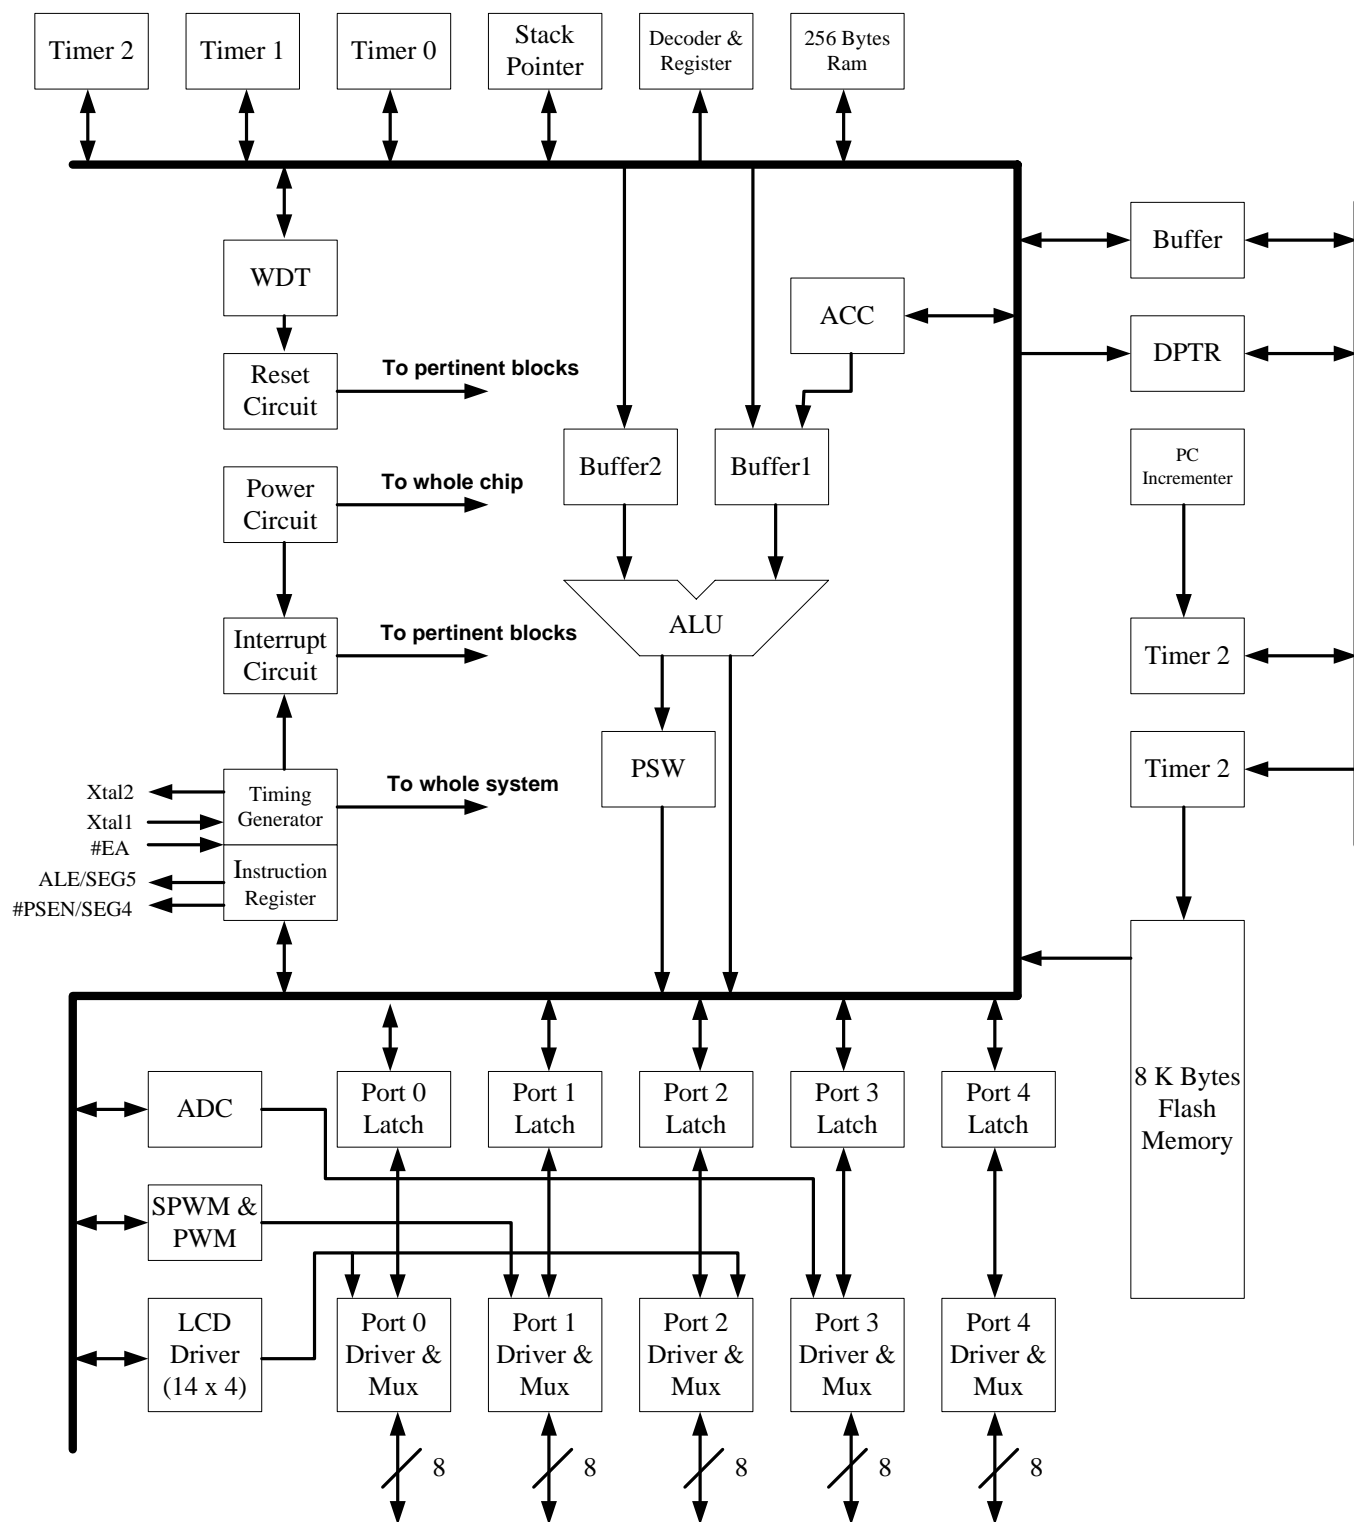 Timer 2
Timer 1
Timer 0
Stack
Pointer
Decoder &
Register
256 Bytes
Ram
WDT
Buffer
ACC
DPTR
Reset
Circuit
To pertinent blocks
Buffer2
Buffer1
PC
Incrementer
Power
Circuit
To whole chip
ALU
Interrupt
Circuit
To pertinent blocks
Timer 2
PSW
Timer 2
Xtal2
Xtal1
#EA
ALE/SEG5
#PSEN/SEG4
Timing
Generator
To whole system
Instruction
Register
8 K Bytes
Flash
Memory
ADC
Port 0
Latch
Port 1
Latch
Port 2
Latch
Port 3
Latch
Port 4
Latch
SPWM &
PWM
LCD
Driver
(14 x 4)
Port 0
Driver &
Mux
Port 1
Driver &
Mux
Port 2
Driver &
Mux
Port 3
Driver &
Mux
Port 4
Driver &
Mux
8
8
8
8
8